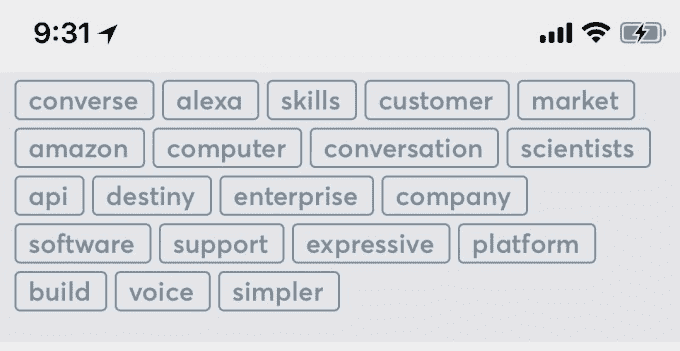 9:31
converse alexa skills customer market
amazon computer conversation scientists
api destiny enterprise company
software support expressive platform
build voice simpler